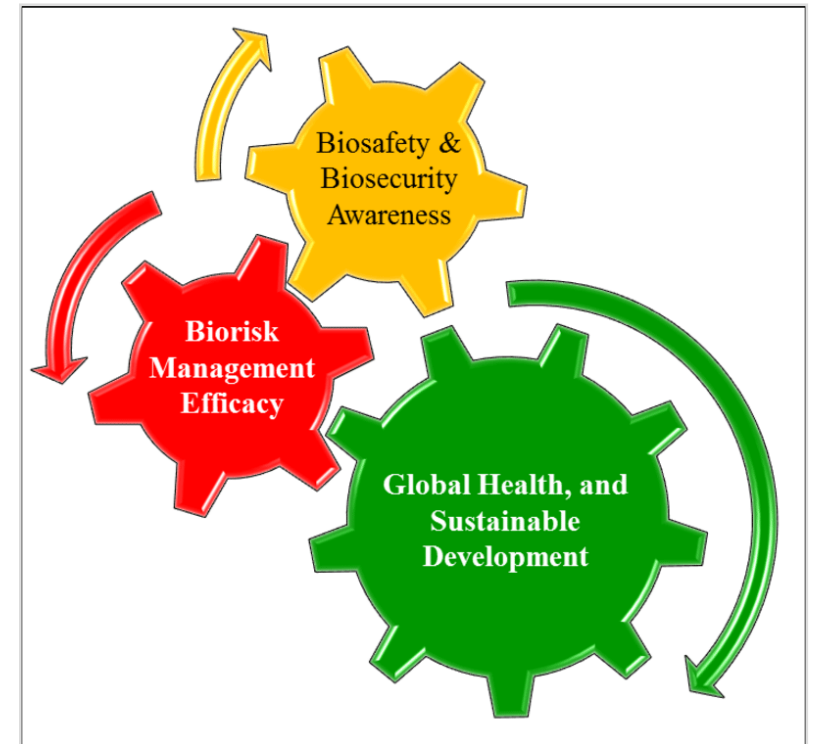 Biosafety &
Biosecurity
Awareness
Biorisk
Management
Efficacy
Global Health, and
Sustainable
Development